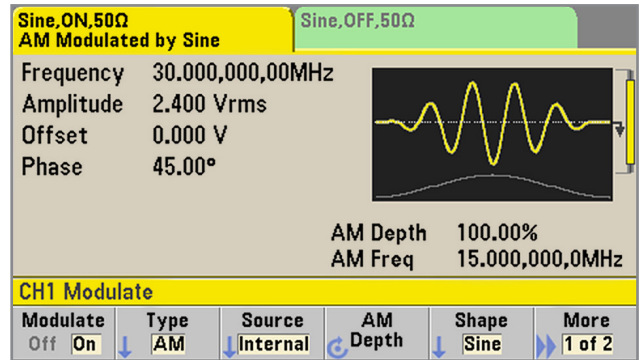 Sine,ON,50Ω
AM Modulated by Sine
Sine,OFF,50Ω
Frequency 30.000,000,00MHz
Amplitude 2.400 Vrms
Offset 0.000 V
Phase 45.00°
AM Depth 100.00%
AM Freq 15.000,000,0MHz
CH1 Modulate
Modulate Off On
Type AM
Source Internal
AM Depth
Shape Sine
More 1 of 2